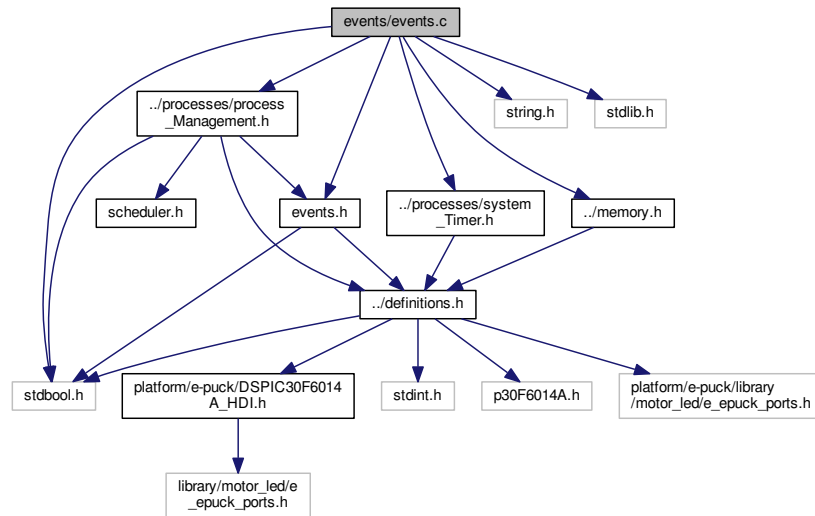 events/events.c
../processes/process
_Management.h
string.h
stdlib.h
scheduler.h
events.h
../processes/system
_Timer.h
../memory.h
../definitions.h
stdbool.h
platform/e-puck/DSPIC30F6014
A_HDI.h
stdint.h
p30F6014A.h
platform/e-puck/library
/motor_led/e_epuck_ports.h
library/motor_led/e
_epuck_ports.h